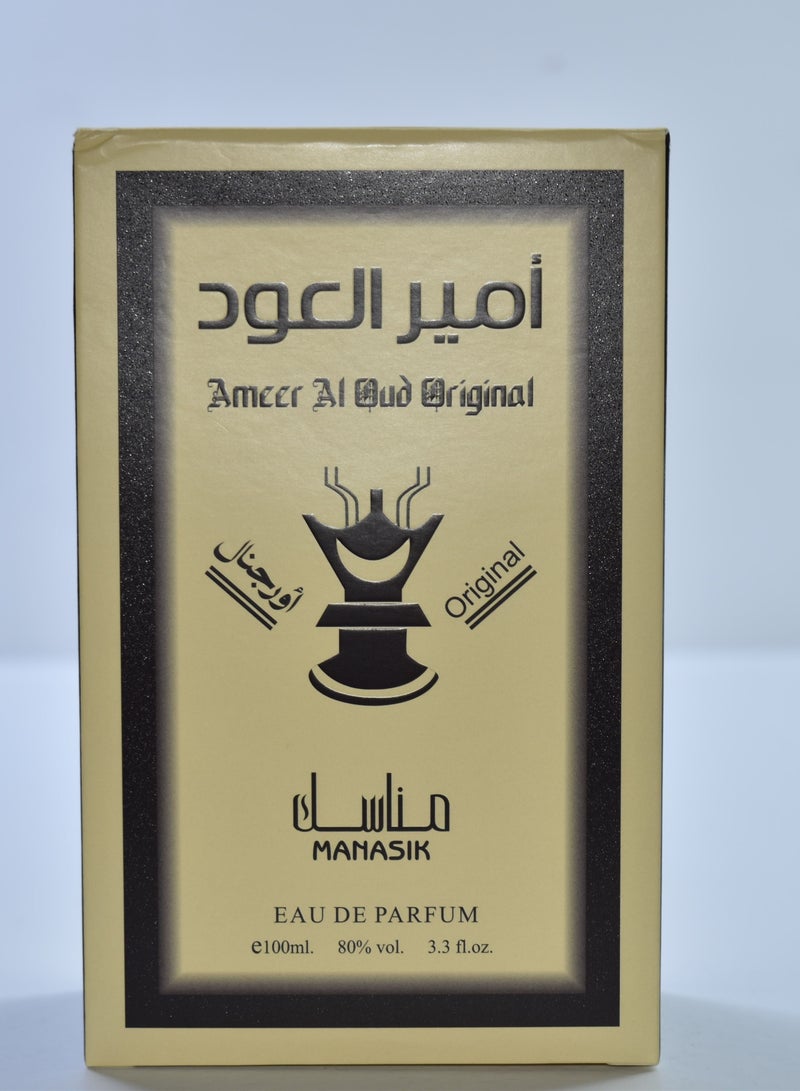 أمير العود
Ameer Al Oud Original
أورجنال
Original
مناسك
MANASIK
EAU DE PARFUM
e100ml. 80% vol. 3.3 fl.oz.